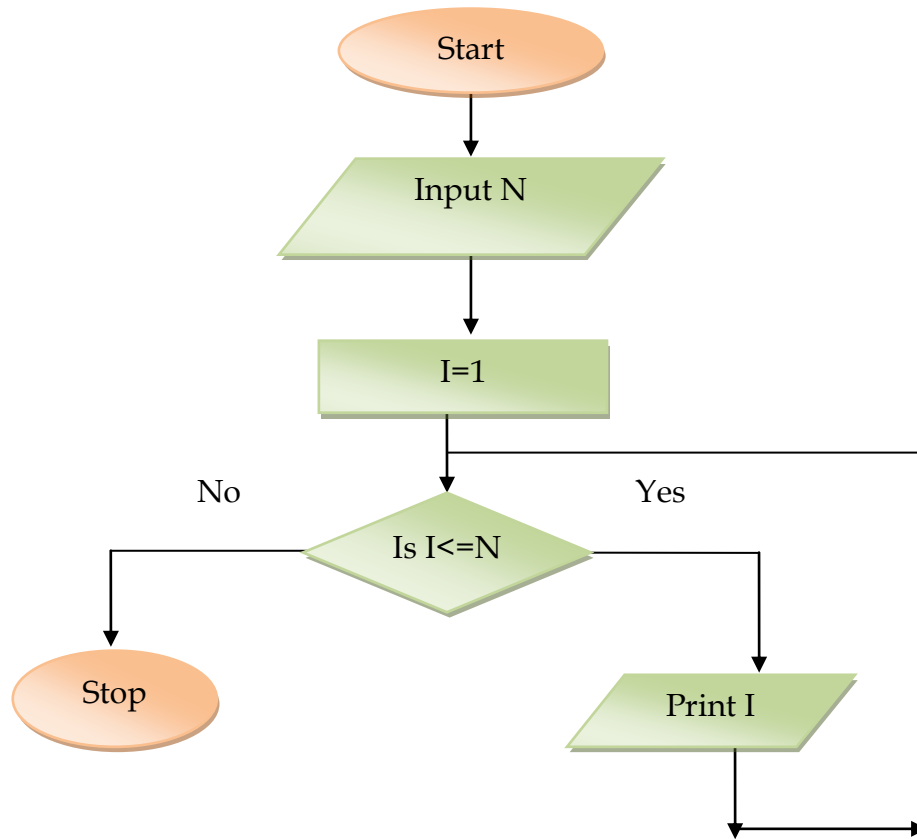 Start
Input N
I=1
No
Yes
Is I<=N
Stop
Print I